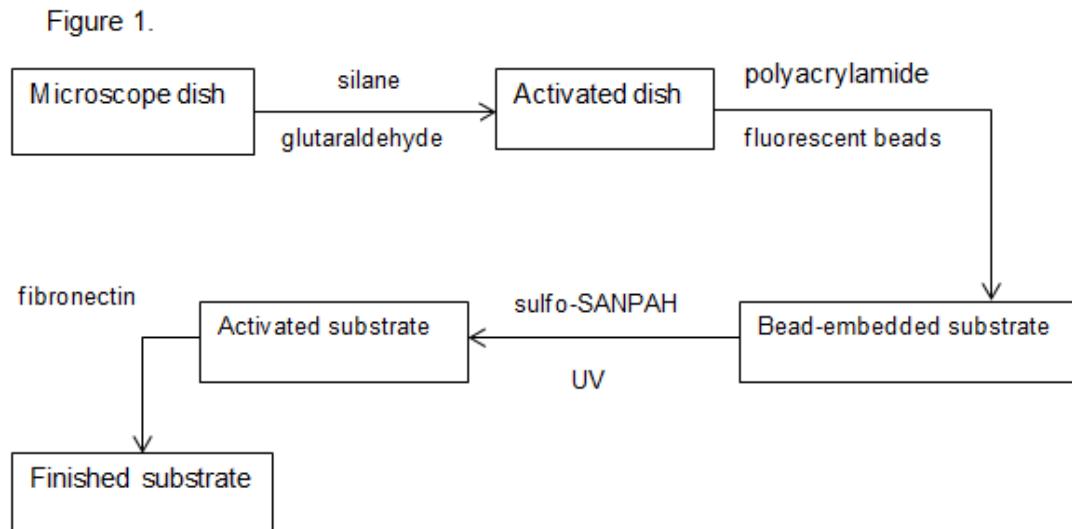 Figure 1.
Microscope dish
silane
glutaraldehyde
Activated dish
polyacrylamide
fluorescent beads
Bead-embedded substrate
sulfo-SANPAH
UV
Activated substrate
fibronectin
Finished substrate